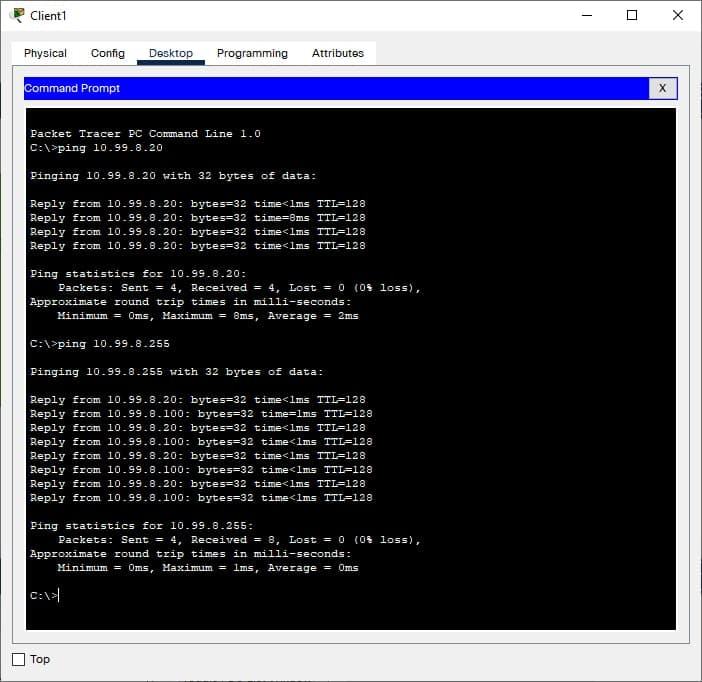 Client1
Physical Config Desktop Programming Attributes
Command Prompt X
Packet Tracer PC Command Line 1.0
C:\>ping 10.99.8.20
Pinging 10.99.8.20 with 32 bytes of data:
Reply from 10.99.8.20: bytes=32 time<1ms TTL=128
Reply from 10.99.8.20: bytes=32 time=8ms TTL=128
Reply from 10.99.8.20: bytes=32 time<1ms TTL=128
Reply from 10.99.8.20: bytes=32 time<1ms TTL=128
Ping statistics for 10.99.8.20:
Packets: Sent = 4, Received = 4, Lost = 0 (0% loss),
Approximate round trip times in milli-seconds:
Minimum = 0ms, Maximum = 8ms, Average = 2ms
C:\>ping 10.99.8.255
Pinging 10.99.8.255 with 32 bytes of data:
Reply from 10.99.8.20: bytes=32 time<1ms TTL=128
Reply from 10.99.8.100: bytes=32 time=1ms TTL=128
Reply from 10.99.8.20: bytes=32 time<1ms TTL=128
Reply from 10.99.8.100: bytes=32 time<1ms TTL=128
Reply from 10.99.8.20: bytes=32 time<1ms TTL=128
Reply from 10.99.8.100: bytes=32 time<1ms TTL=128
Reply from 10.99.8.20: bytes=32 time<1ms TTL=128
Reply from 10.99.8.100: bytes=32 time<1ms TTL=128
Ping statistics for 10.99.8.255:
Packets: Sent = 4, Received = 8, Lost = 0 (0% loss),
Approximate round trip times in milli-seconds:
Minimum = 0ms, Maximum = 1ms, Average = 0ms
C:\>
Top